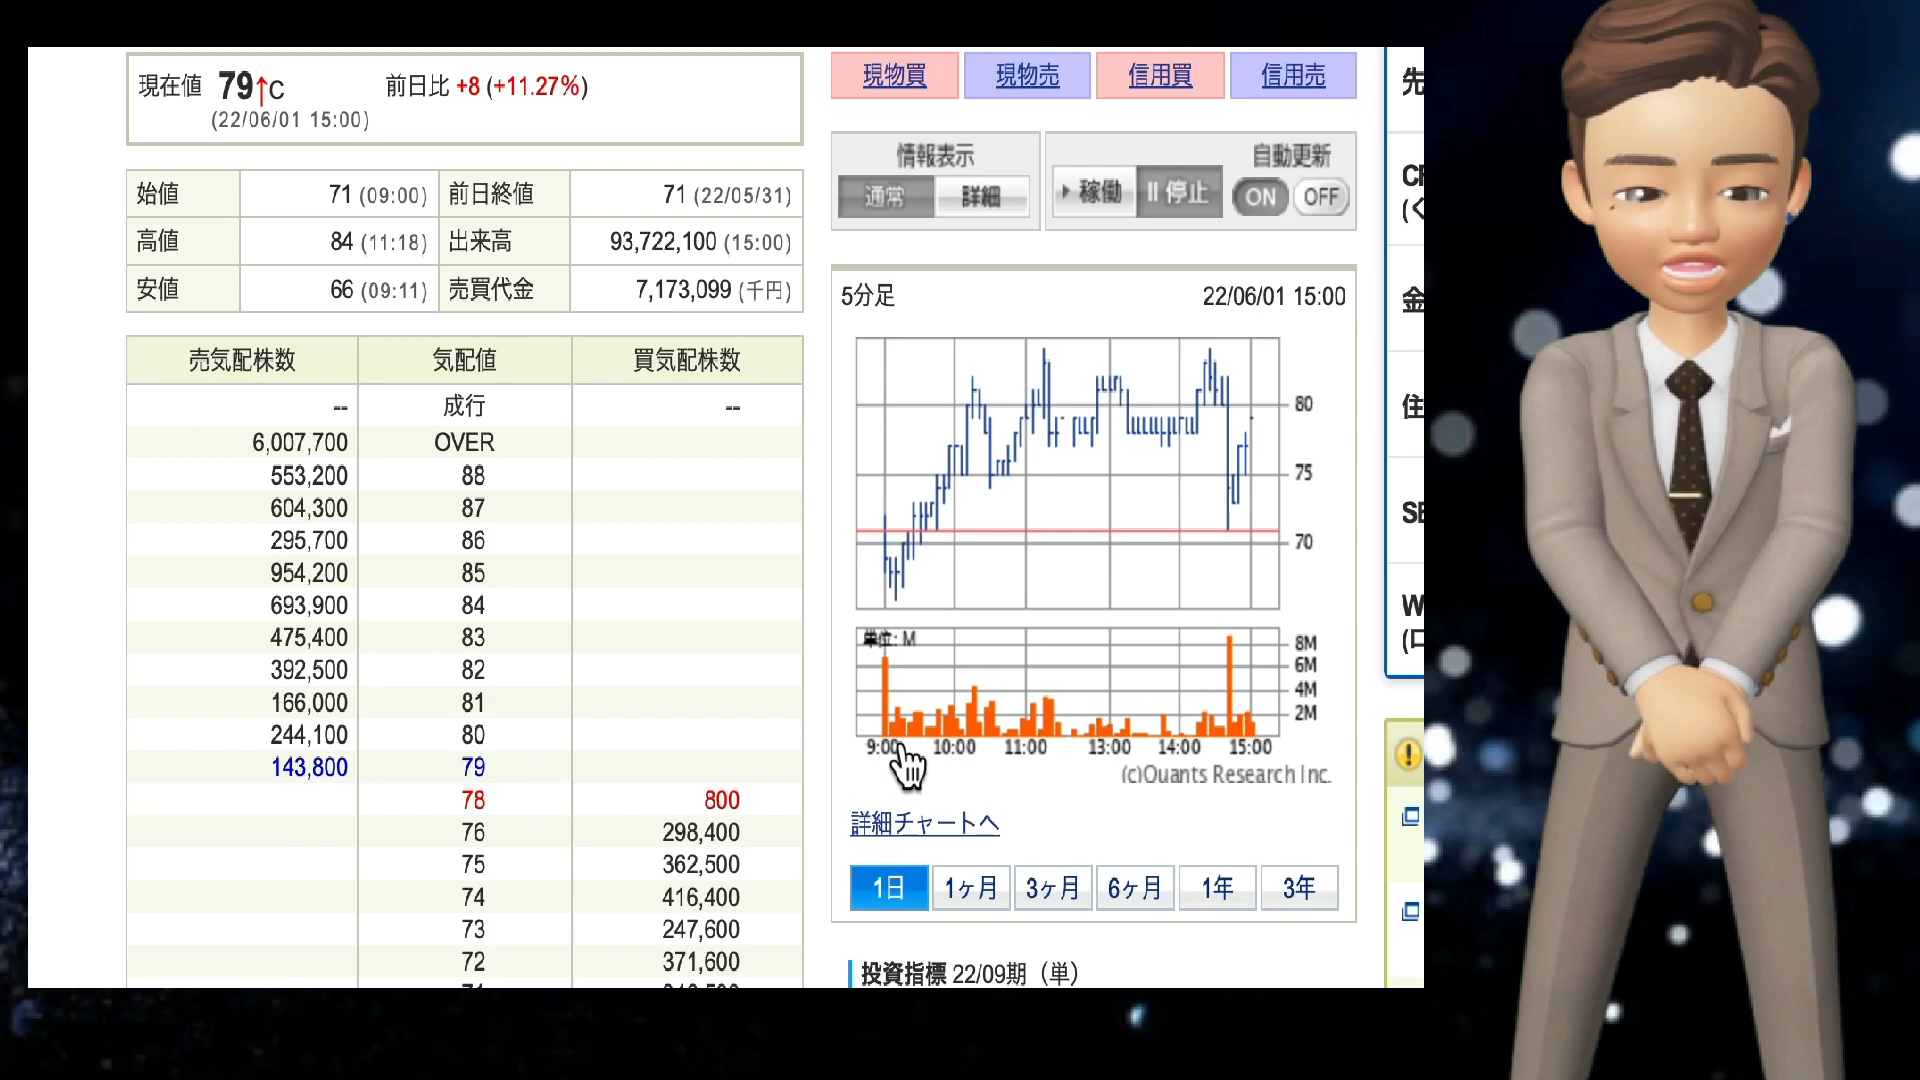 現在値 79↑C 前日比 +8 (+11.27%)
(22/06/01 15:00)
始値 71 (09:00) 前日終値 71 (22/05/31)
高値 84 (11:18) 出来高 93,722,100 (15:00)
安値 66 (09:11) 売買代金 7,173,099 (千円)
売気配株数 気配値 買気配株数
-- 成行 --
6,007,700 OVER
553,200 88
604,300 87
295,700 86
954,200 85
693,900 84
475,400 83
392,500 82
166,000 81
244,100 80
143,800 79
78 800
76 298,400
75 362,500
74 416,400
73 247,600
72 371,600
現物買 現物売 信用買 信用売
情報表示
通常 詳細
自動更新
稼働 停止 ON OFF
5分足 22/06/01 15:00
80
75
70
単位: M
8M
6M
4M
2M
9:00 10:00 11:00 13:00 14:00 15:00
(c)Quants Research Inc.
詳細チャートへ
1日 1ヶ月 3ヶ月 6ヶ月 1年 3年
投資指標 22/09期（単）
先
金
住